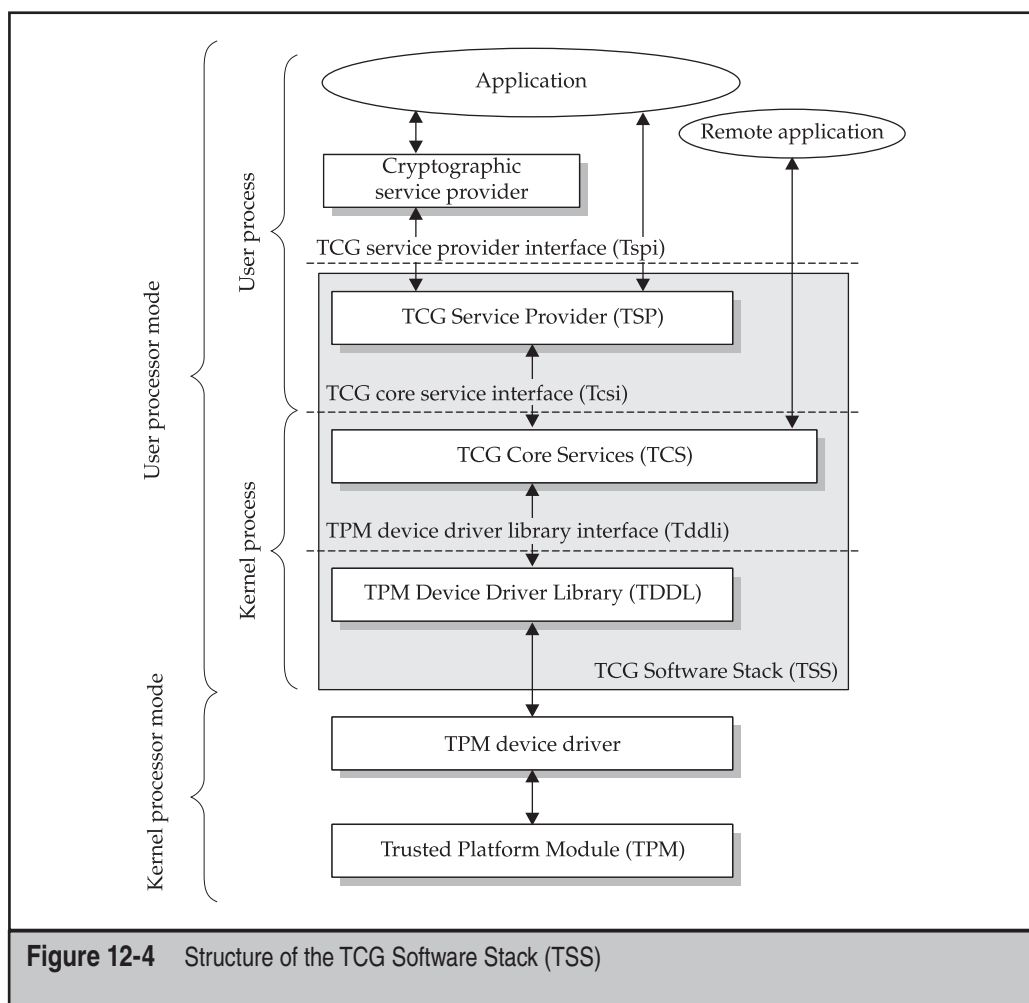 Application
Remote application
Cryptographic
service provider
User process
TCG service provider interface (Tspi)
TCG Service Provider (TSP)
User processor mode
TCG core service interface (Tcsi)
TCG Core Services (TCS)
Kernel process
TPM device driver library interface (Tddli)
TPM Device Driver Library (TDDL)
TCG Software Stack (TSS)
Kernel processor mode
TPM device driver
Trusted Platform Module (TPM)
Figure 12-4 Structure of the TCG Software Stack (TSS)